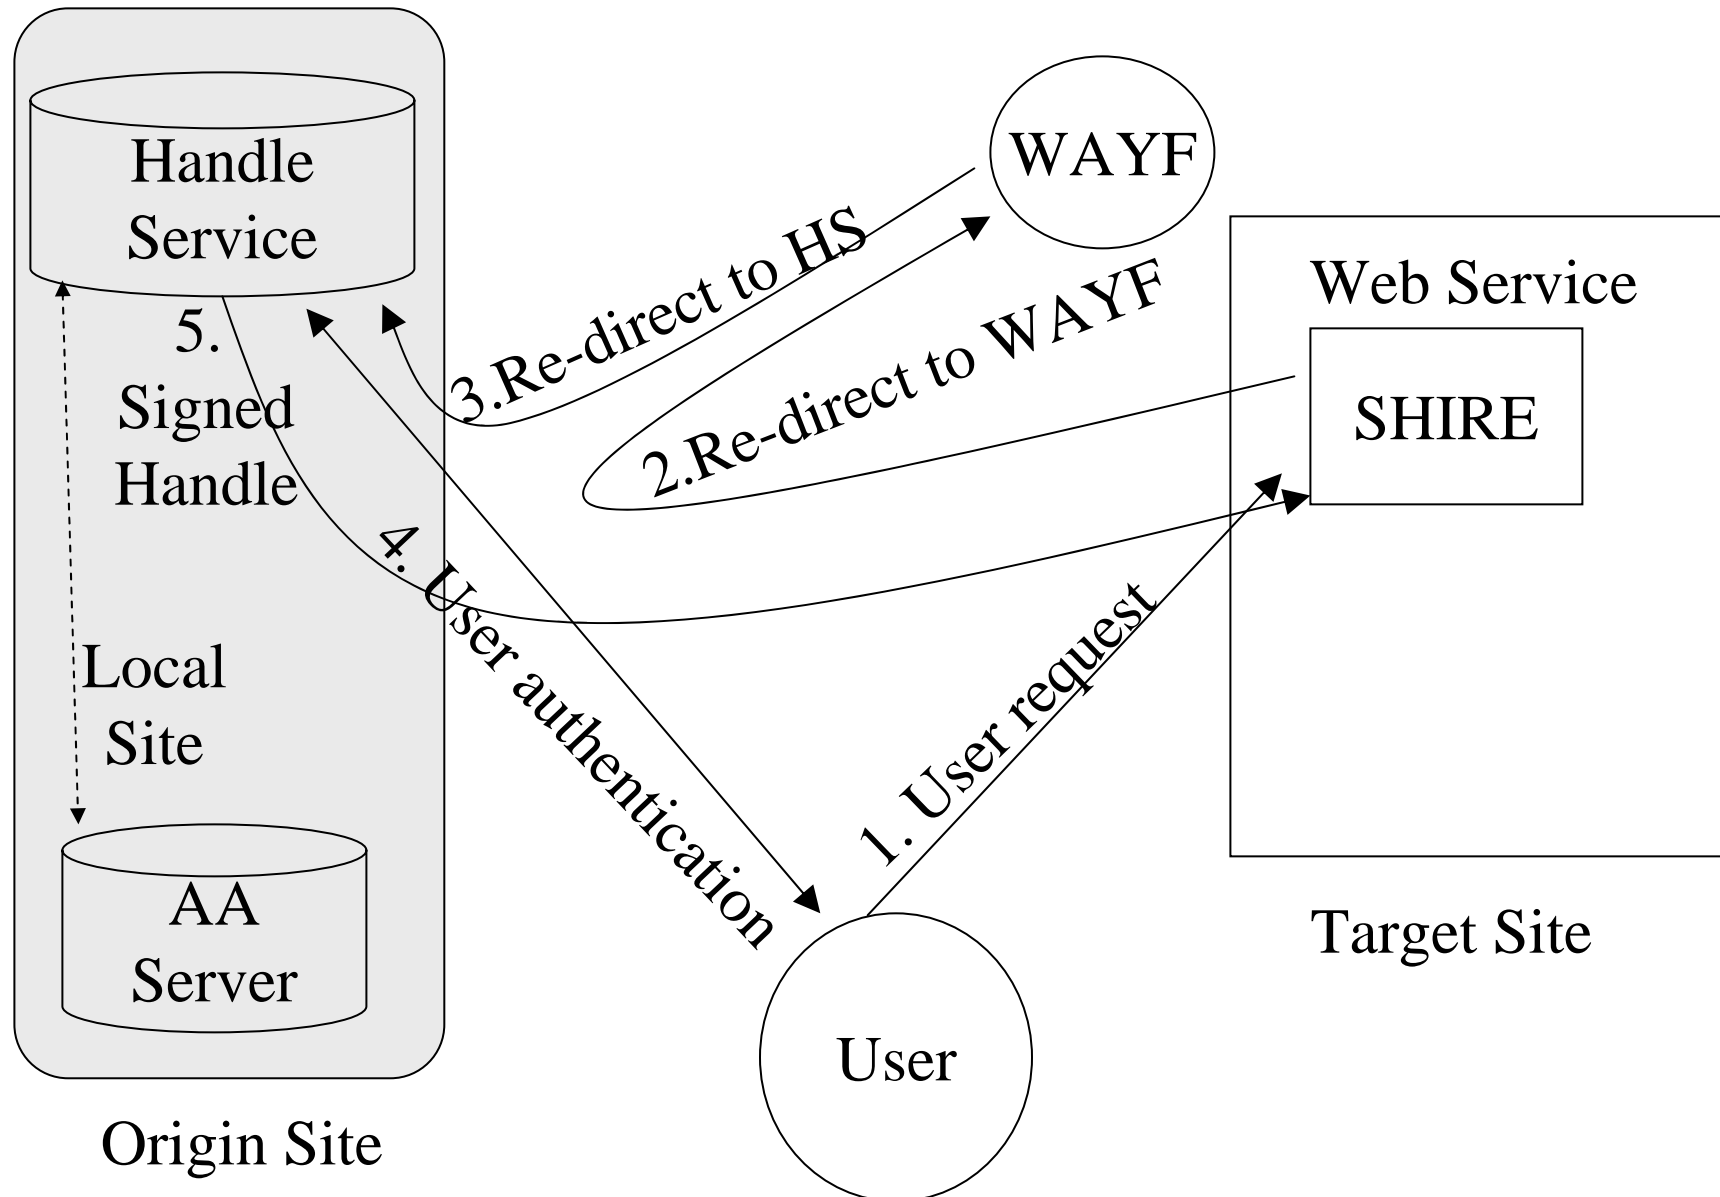 Handle
Service
WAYF
3.Re-direct to HS
2.Re-direct to WAYF
Web Service
SHIRE
5.
Signed
Handle
4. User authentication
1. User request
Local
Site
AA
Server
Target Site
User
Origin Site